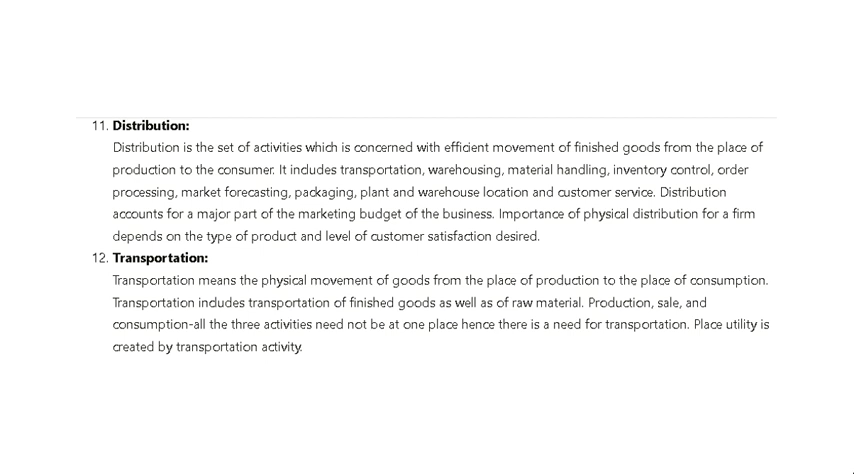 11. Distribution:
Distribution is the set of activities which is concerned with efficient movement of finished goods from the place of
production to the consumer. It includes transportation, warehousing, material handling, inventory control, order
processing, market forecasting, packaging, plant and warehouse location and customer service. Distribution
accounts for a major part of the marketing budget of the business. Importance of physical distribution for a firm
depends on the type of product and level of customer satisfaction desired.
12. Transportation:
Transportation means the physical movement of goods from the place of production to the place of consumption.
Transportation includes transportation of finished goods as well as of raw material. Production, sale, and
consumption-all the three activities need not be at one place hence there is a need for transportation. Place utility is
created by transportation activity.